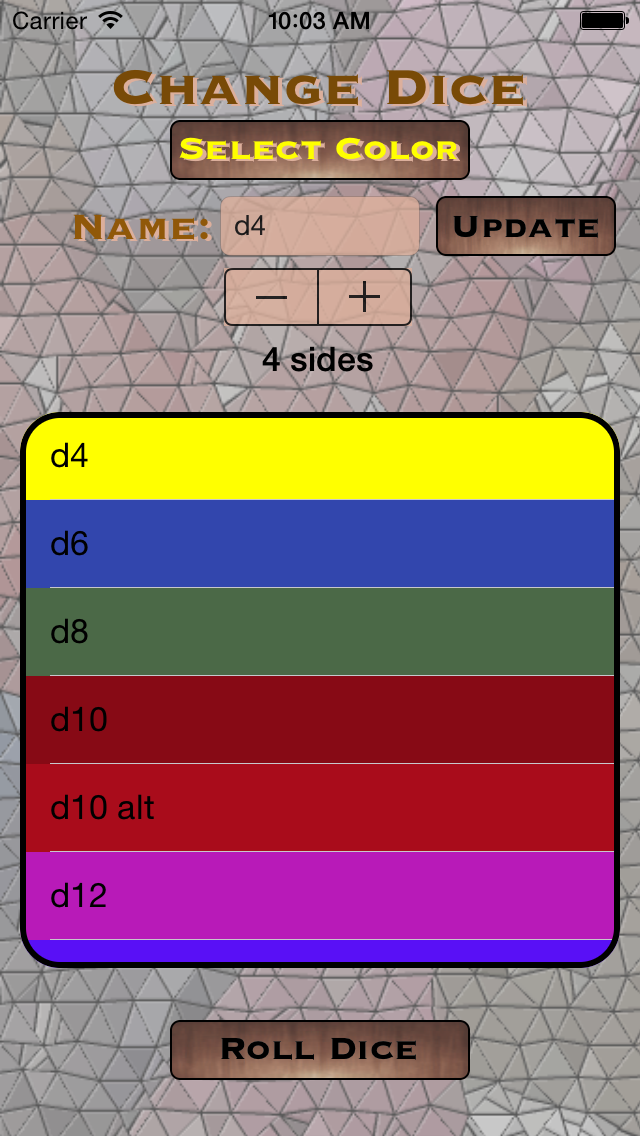 Carrier 10:03 AM
Change Dice
Select Color
Name: d4 Update
4 sides
d4
d6
d8
d10
d10 alt
d12
Roll Dice